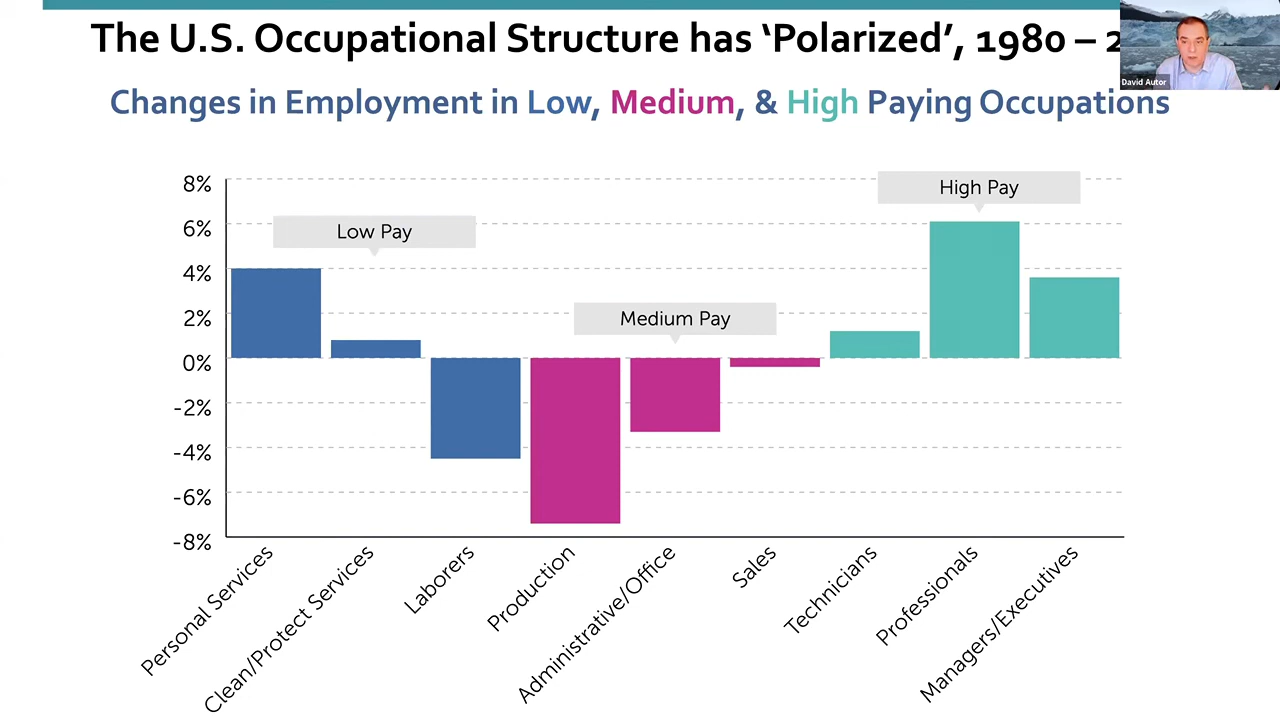 The U.S. Occupational Structure has ‘Polarized’, 1980 – 2
David Autor
Changes in Employment in Low, Medium, & High Paying Occupations
8%
6%
4%
2%
0%
-2%
-4%
-6%
-8%
Low Pay
Medium Pay
High Pay
Personal Services
Clean/Protect Services
Laborers
Production
Administrative/Office
Sales
Technicians
Professionals
Managers/Executives